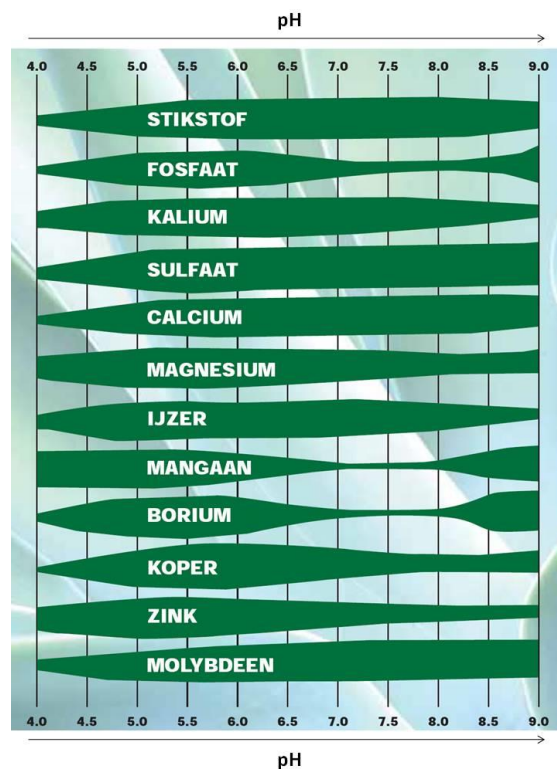 pH
4.0 4.5 5.0 5.5 6.0 6.5 7.0 7.5 8.0 8.5 9.0
STIKSTOF
FOSFAAT
KALIUM
SULFAAT
CALCIUM
MAGNESIUM
IJZER
MANGAAN
BORIUM
KOPER
ZINK
MOLYBDEEN
4.0 4.5 5.0 5.5 6.0 6.5 7.0 7.5 8.0 8.5 9.0
pH